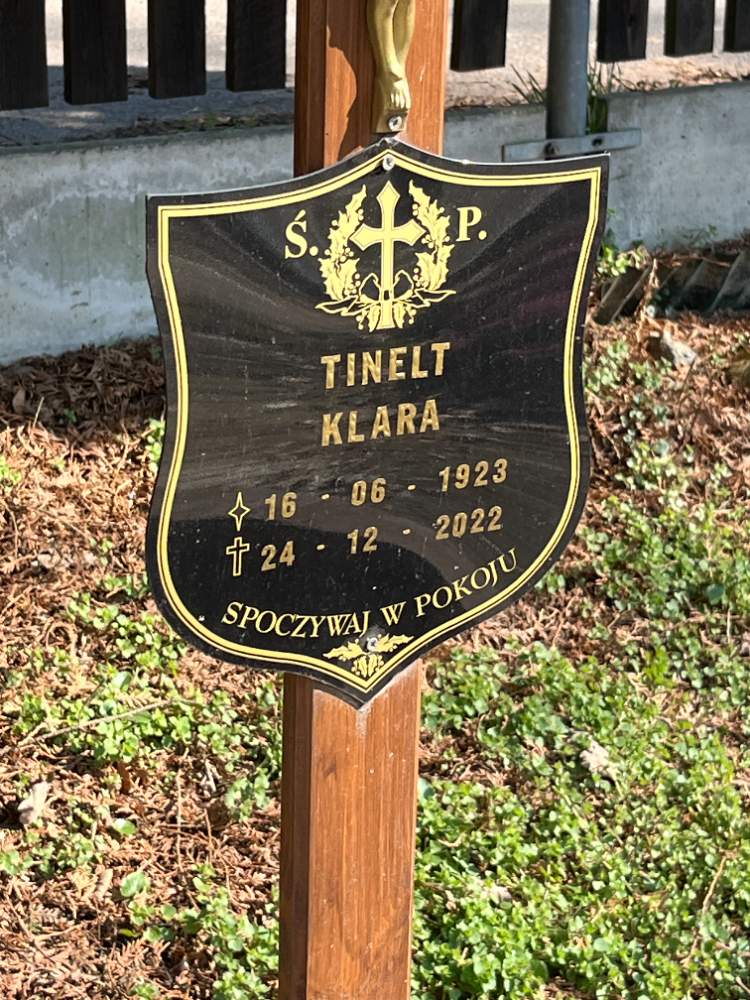 Ś. P.
TINELT
KLARA
16 - 06 - 1923
24 - 12 - 2022
SPOCZYWAJ W POKOJU